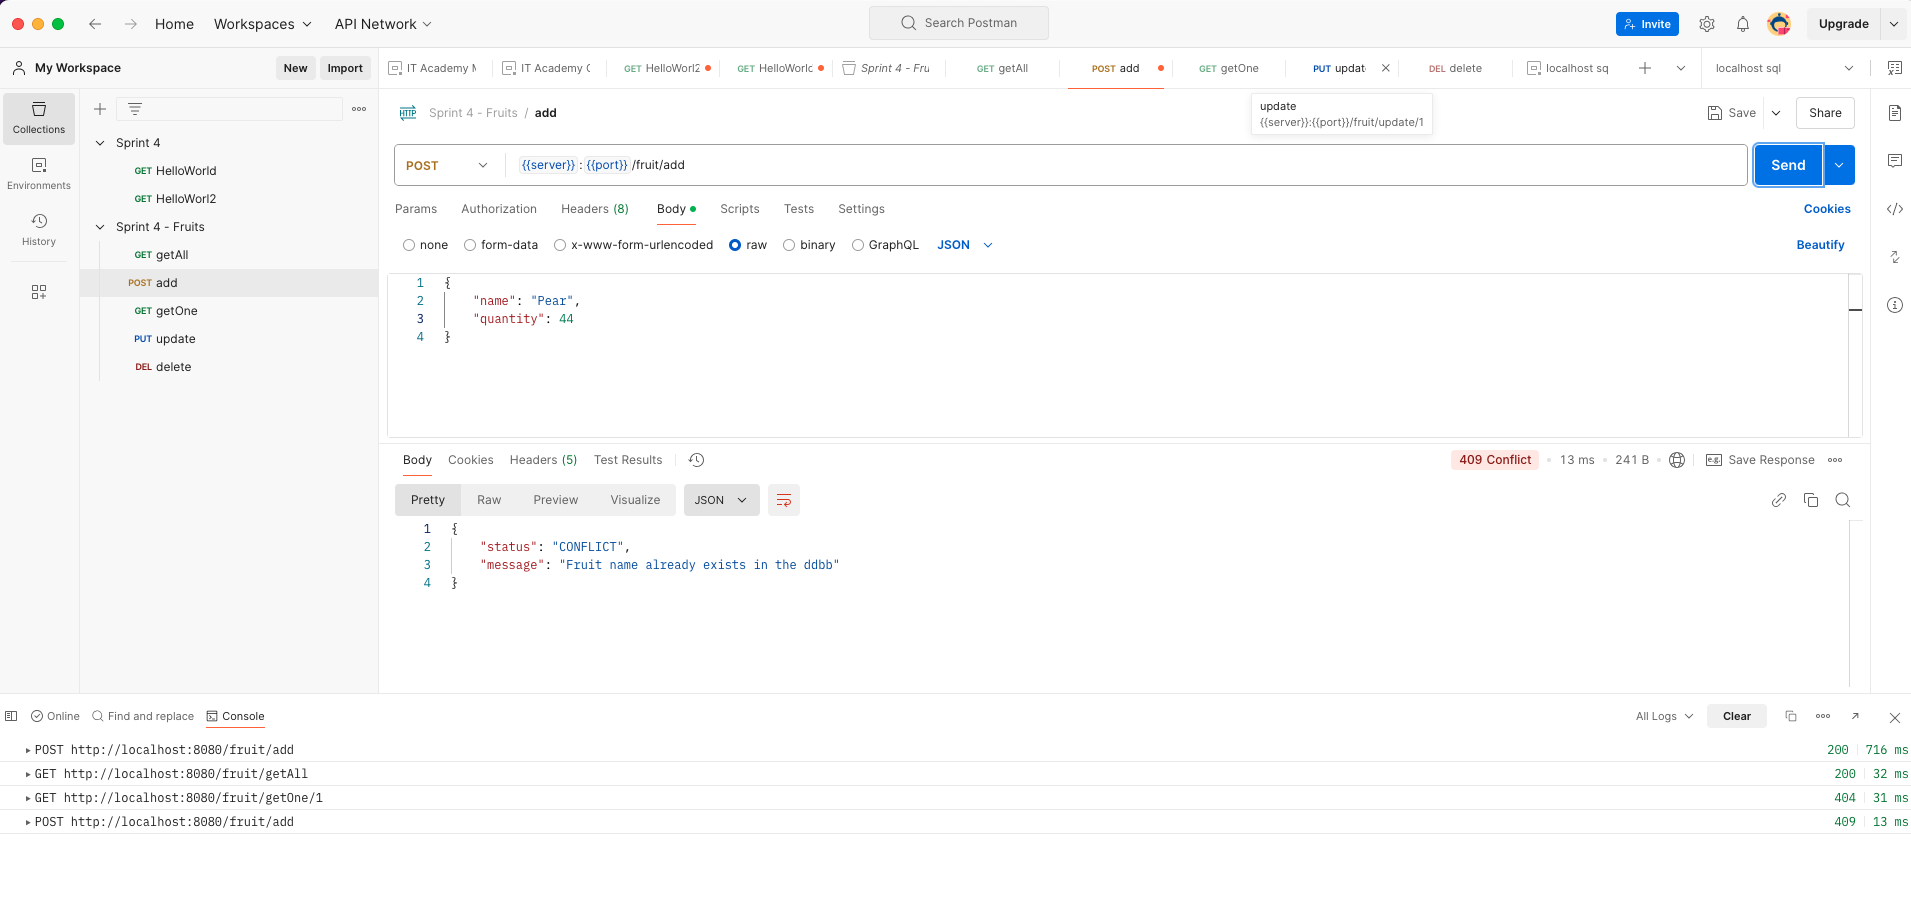 Home Workspaces API Network Search Postman Invite Upgrade
My Workspace New Import IT Academy IT Academy GET HelloWorl2 GET HelloWorl Sprint 4 - Fru GET getAll POST add GET getOne PUT updat DEL delete localhost sq localhost sql
update
{{server}}:{{port}}/fruit/update/1
Collections
Environments
History
Sprint 4
GET HelloWorld
GET HelloWorl2
Sprint 4 - Fruits
GET getAll
POST add
GET getOne
PUT update
DEL delete
HTTP Sprint 4 - Fruits / add Save Share
POST {{server}}:{{port}}/fruit/add Send
Params Authorization Headers (8) Body Scripts Tests Settings Cookies
none form-data x-www-form-urlencoded raw binary GraphQL JSON Beautify
1 {
2 "name": "Pear",
3 "quantity": 44
4 }
Body Cookies Headers (5) Test Results 409 Conflict 13 ms 241 B e.g. Save Response
Pretty Raw Preview Visualize JSON
1 {
2 "status": "CONFLICT",
3 "message": "Fruit name already exists in the ddbb"
4 }
Online Find and replace Console All Logs Clear
POST http://localhost:8080/fruit/add 200 716 ms
GET http://localhost:8080/fruit/getAll 200 32 ms
GET http://localhost:8080/fruit/getOne/1 404 31 ms
POST http://localhost:8080/fruit/add 409 13 ms